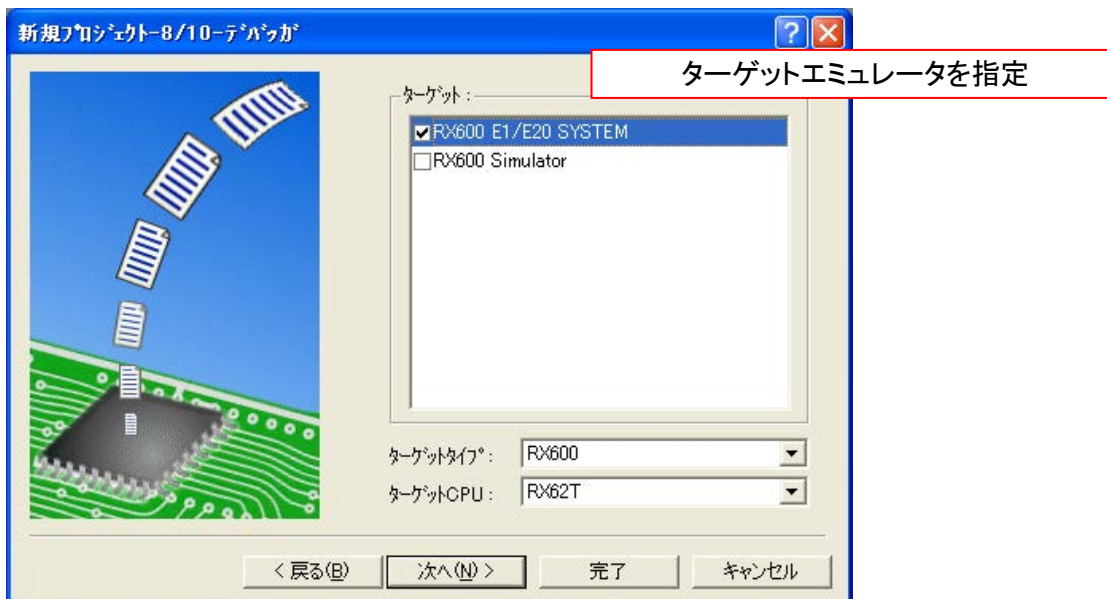 新規ﾌﾟﾛｼﾞｪｸﾄ-8/10-ﾃﾞﾊﾞｯｶﾞ
ターゲットエミュレータを指定
ﾀｰｹﾞｯﾄ :
RX600 E1/E20 SYSTEM
RX600 Simulator
ﾀｰｹﾞｯﾄﾀｲﾌﾟ : RX600
ﾀｰｹﾞｯﾄCPU : RX62T
< 戻る(B) 次へ(N) > 完了 キャンセル